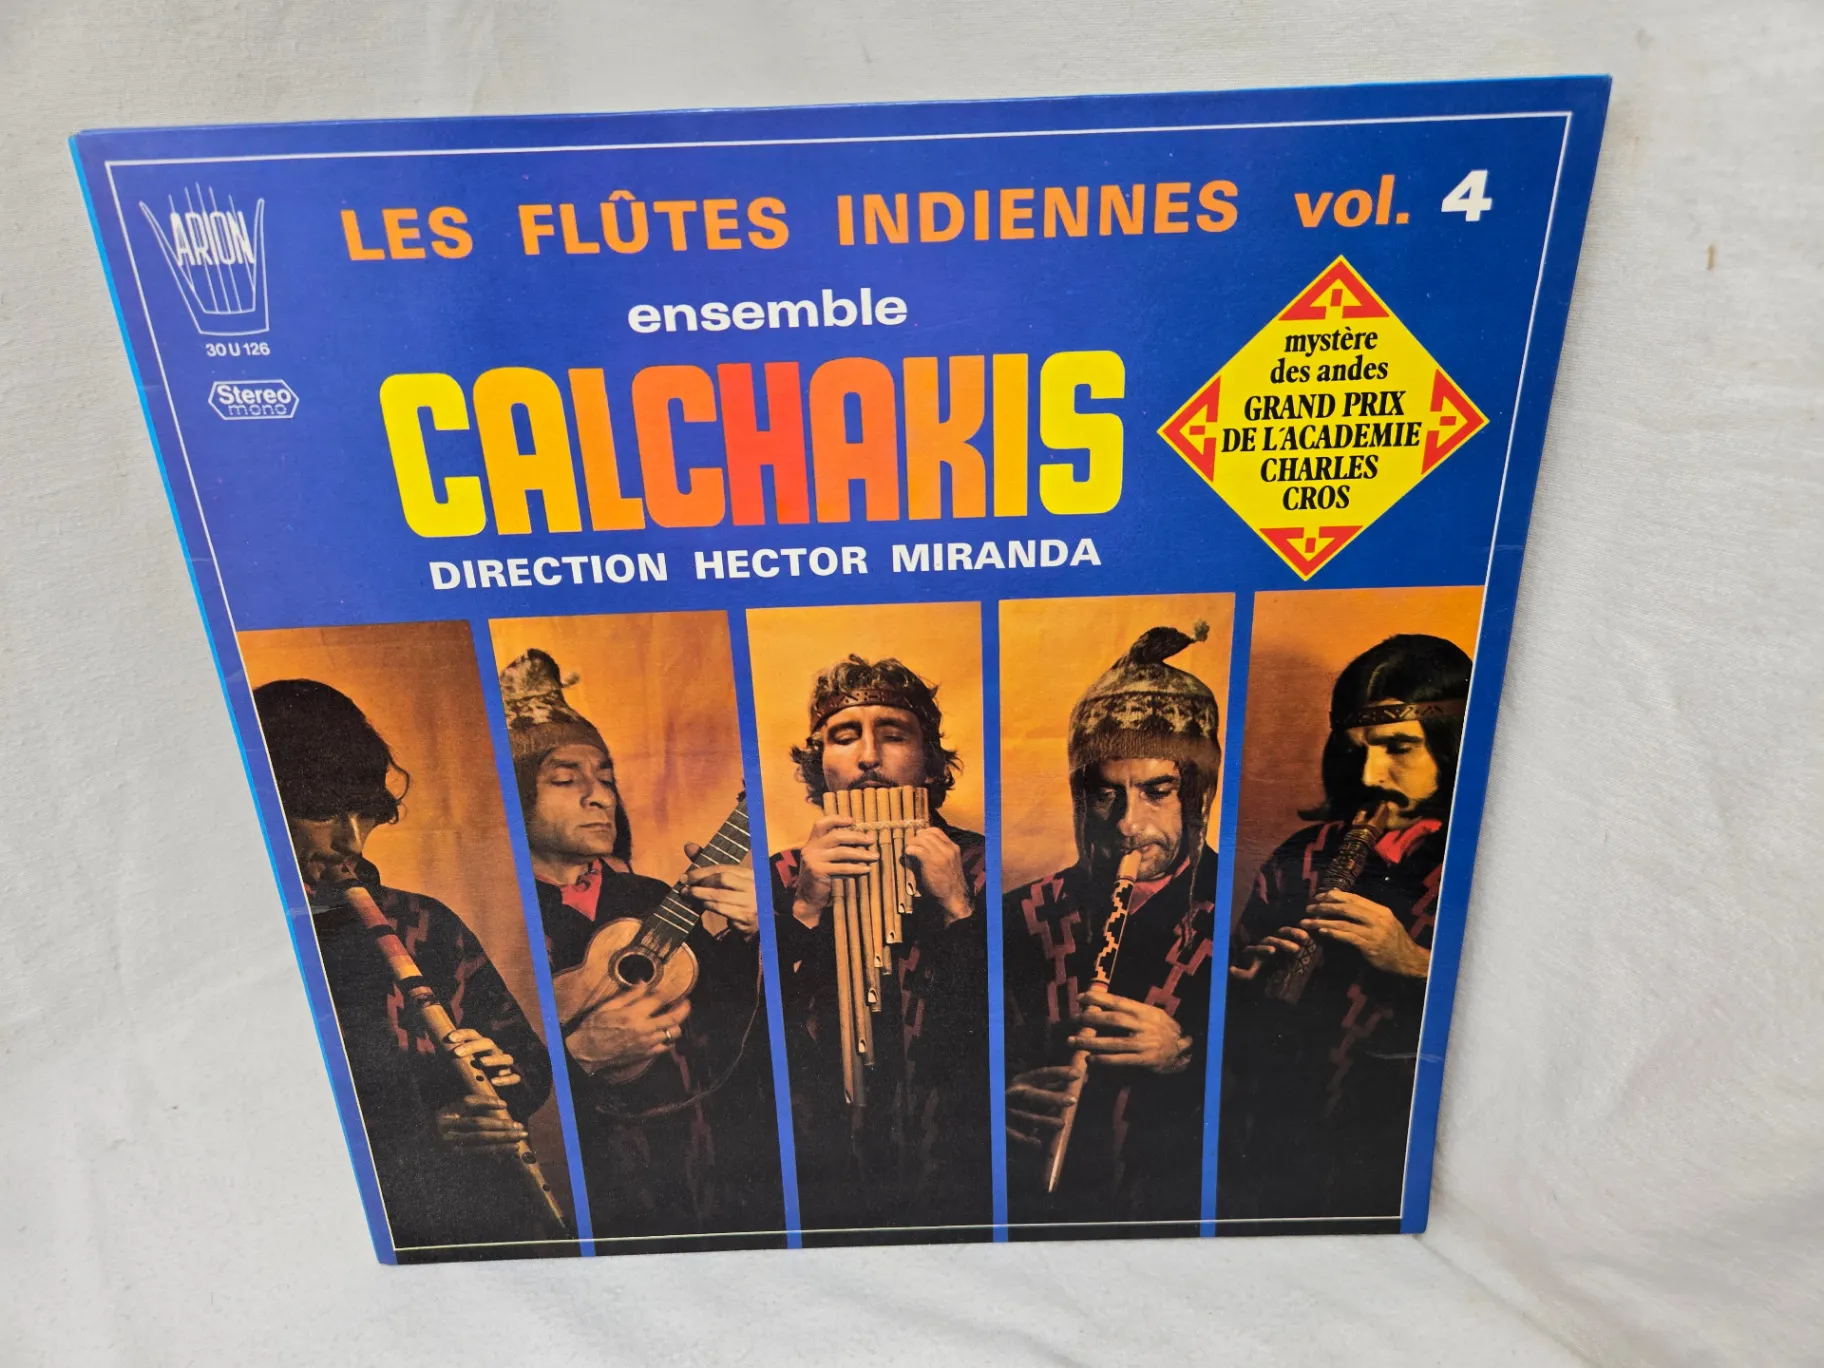 LES FLÛTES INDIENNES vol. 4
ARION
30 U 126
Stereo
mono
ensemble
CALCHAKIS
DIRECTION HECTOR MIRANDA
mystère
des andes
GRAND PRIX
DE L'ACADEMIE
CHARLES
CROS